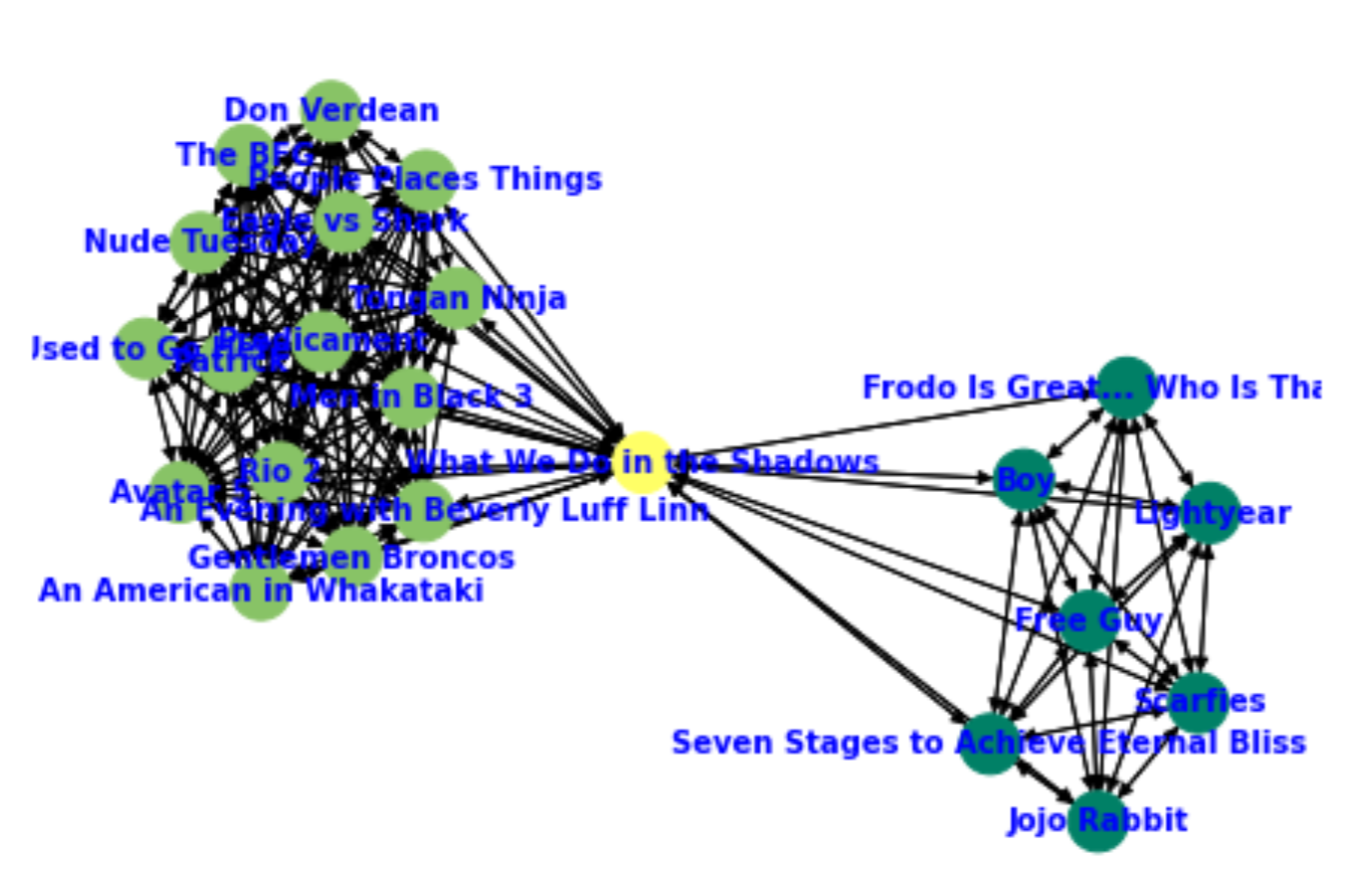 Don Verdean
The BFG
People Places Things
Eagle vs Shark
Nude Tuesday
Tongan Ninja
Predicament
Used to Go Here
Patrick
Men in Black 3
Frodo Is Great... Who Is Tha
What We Do in the Shadows
Rio 2
Boy
Avatar
An Evening with Beverly Luff Linn
Lightyear
Gentlemen Broncos
An American in Whakataki
Free Guy
Scarfies
Seven Stages to Achieve Eternal Bliss
Jojo Rabbit